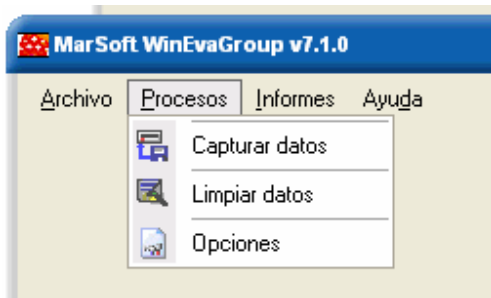 MarSoft WinEvaGroup v7.1.0
Archivo Procesos Informes Ayuda
Capturar datos
Limpiar datos
Opciones